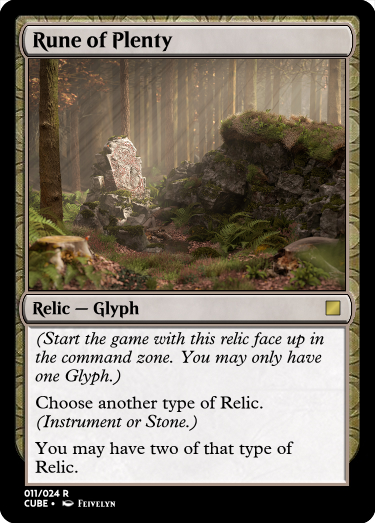 Rune of Plenty
Relic — Glyph
(Start the game with this relic face up in
the command zone. You may only have
one Glyph.)
Choose another type of Relic.
(Instrument or Stone.)
You may have two of that type of
Relic.
011/024 R
CUBE • Feivelyn